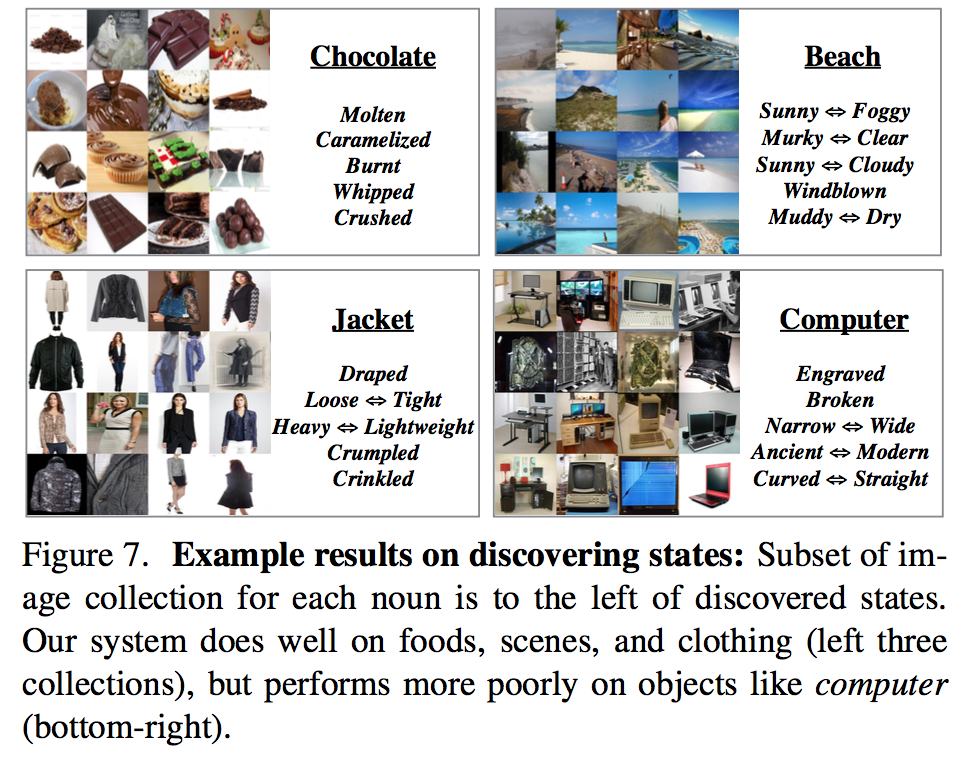 Chocolate
Molten
Caramelized
Burnt
Whipped
Crushed
Beach
Sunny ⇔ Foggy
Murky ⇔ Clear
Sunny ⇔ Cloudy
Windblown
Muddy ⇔ Dry
Jacket
Draped
Loose ⇔ Tight
Heavy ⇔ Lightweight
Crumpled
Crinkled
Computer
Engraved
Broken
Narrow ⇔ Wide
Ancient ⇔ Modern
Curved ⇔ Straight
Figure 7. Example results on discovering states: Subset of im-
age collection for each noun is to the left of discovered states.
Our system does well on foods, scenes, and clothing (left three
collections), but performs more poorly on objects like computer
(bottom-right).